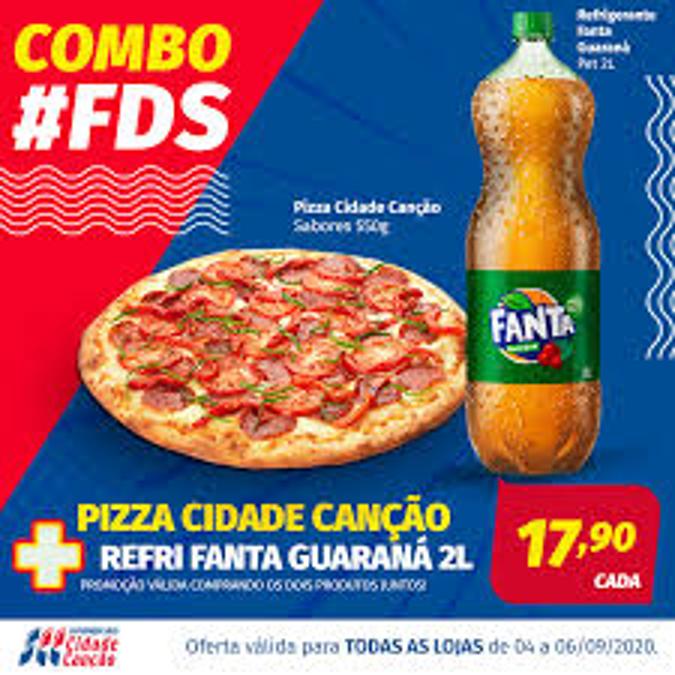 COMBO
#FDS
Refrigerante
Fanta
Guaraná
Pet 2L
Pizza Cidade Canção
Sabores 550g
FANTA
PIZZA CIDADE CANÇÃO
+ REFRI FANTA GUARANÁ 2L
PROMOÇÃO VÁLIDA COMPRANDO OS DOIS PRODUTOS JUNTOS!
17,90
CADA
Cidade
Canção
Oferta válida para TODAS AS LOJAS de 04 a 06/09/2020.